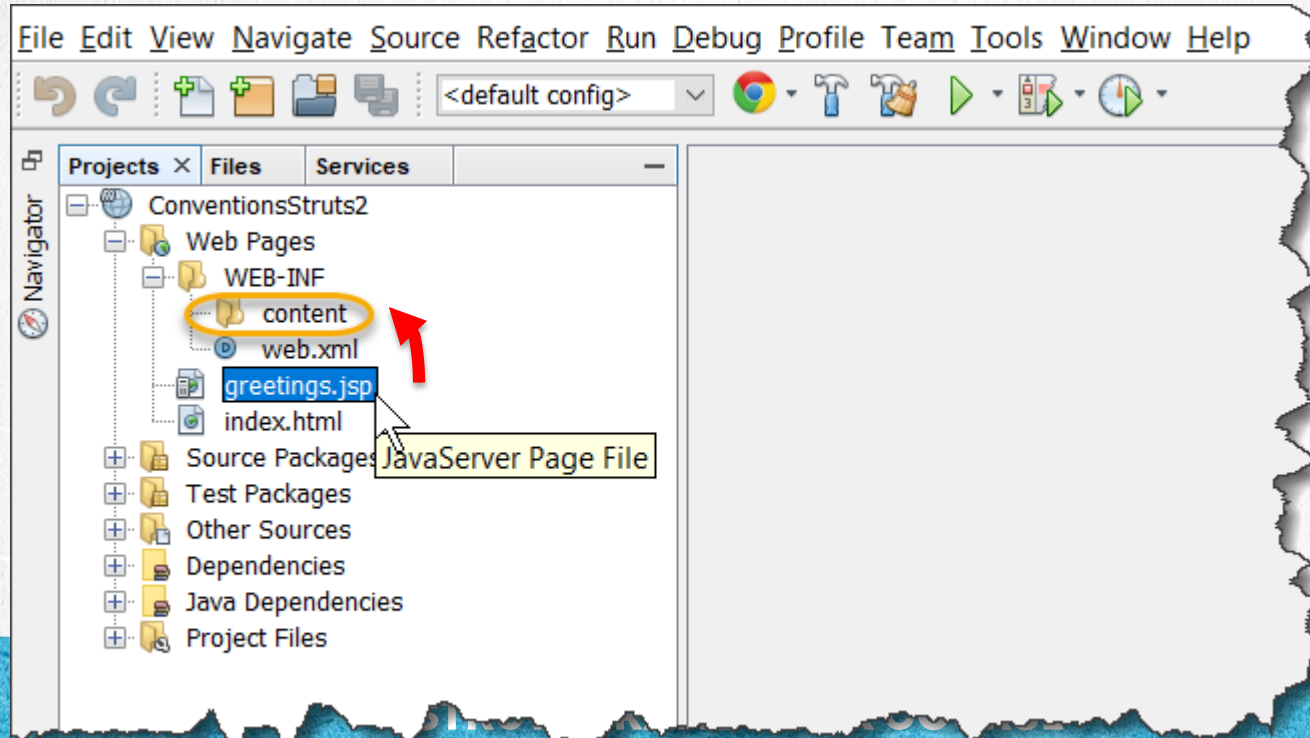 File Edit View Navigate Source Refactor Run Debug Profile Team Tools Window Help
<default config>
Projects Files Services
Navigator
ConventionsStruts2
Web Pages
WEB-INF
content
web.xml
greetings.jsp
index.html
Source Packages
JavaServer Page File
Test Packages
Other Sources
Dependencies
Java Dependencies
Project Files